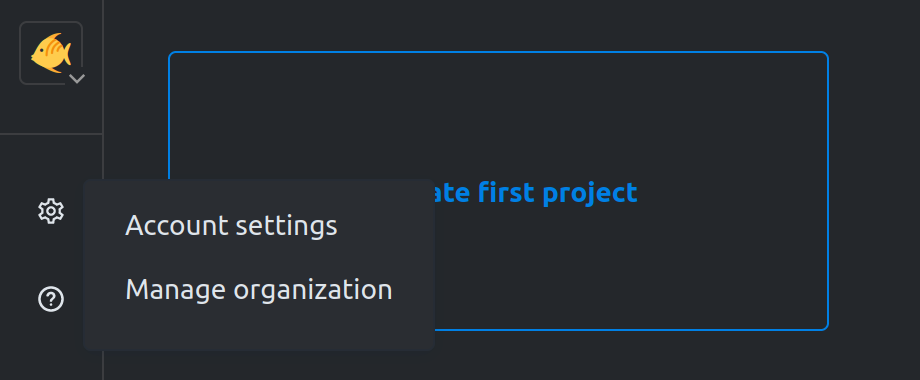 ate first project
Account settings
Manage organization